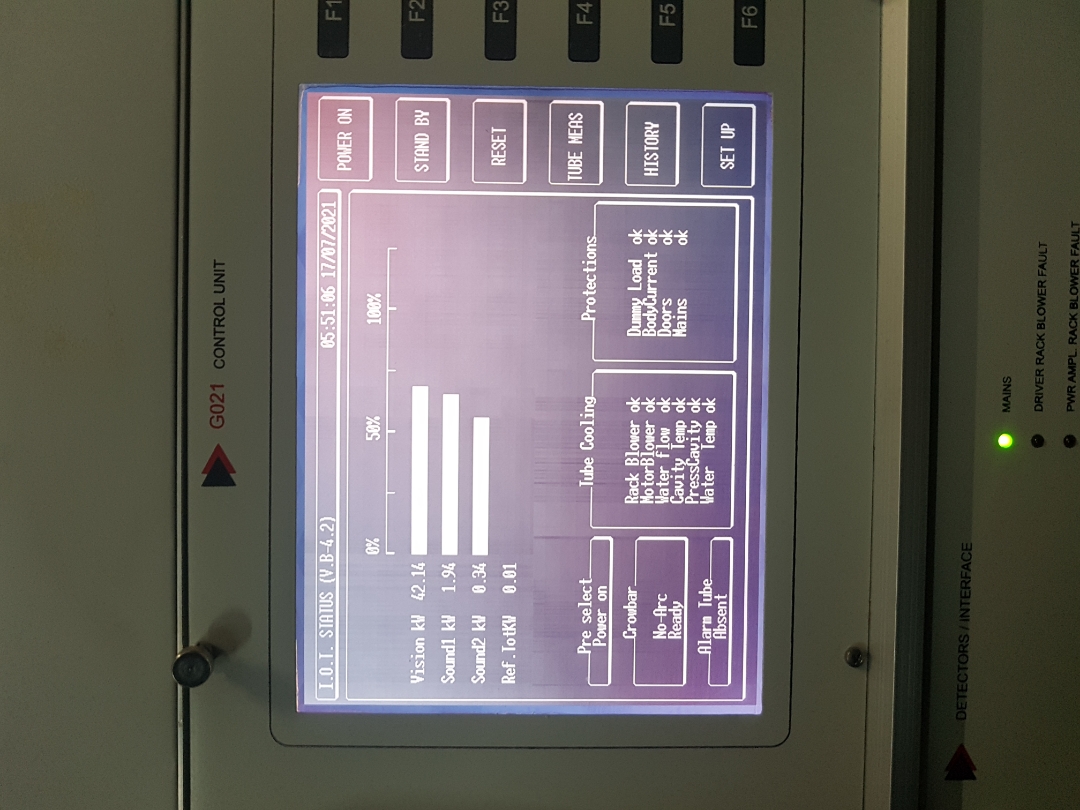 G021 CONTROL UNIT
I.O.T. STATUS (V.B-4.2) 05:51:06 17/07/2021
0% 50% 100%
Vision kW 42.14
Sound1 kW 1.94
Sound2 kW 0.34
Ref.TotKW 0.01
Pre select
Power on
Crowbar
No-Arc
Ready
Alarm Tube
Absent
Tube Cooling
Rack Blower ok
MotorBlower ok
Water flow ok
Cavity Temp ok
PressCavity ok
Water Temp ok
Protections
Dummy Load ok
BodyCurrent ok
Doors ok
Mains ok
POWER ON
STAND BY
RESET
TUBE MEAS
HISTORY
SET UP
F1
F2
F3
F4
F5
F6
DETECTORS / INTERFACE
MAINS
DRIVER RACK BLOWER FAULT
PWR AMPL. RACK BLOWER FAULT